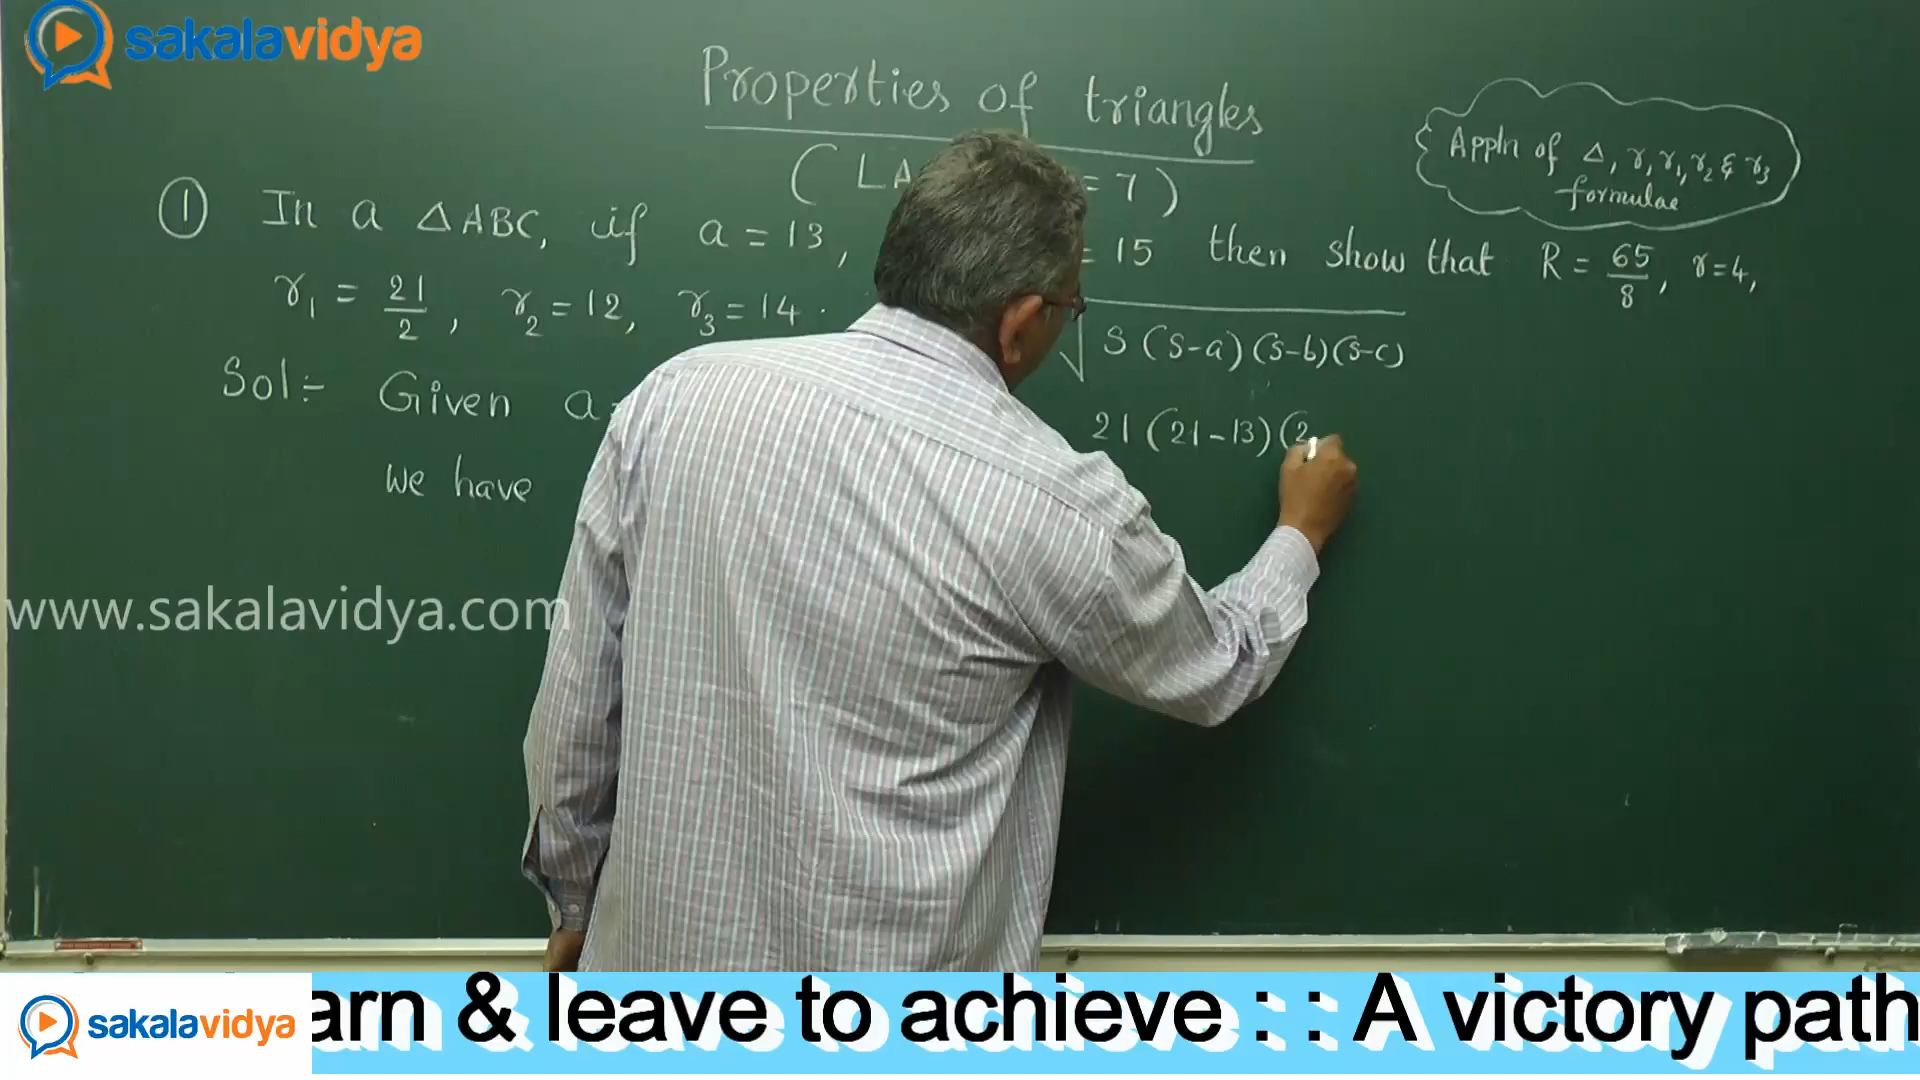 sakalavidya
Properties of triangles
(LA = 7)
Appln of Δ, r, r₁, r₂ & r₃
formulae
① In a ΔABC, if a = 13, = 15 then show that R = 65/8, r = 4,
r₁ = 21/2, r₂ = 12, r₃ = 14.
√S(S-a)(S-b)(S-c)
Sol:- Given a =
21(21-13)(2
We have
www.sakalavidya.com
sakalavidya
arn & leave to achieve : : A victory path